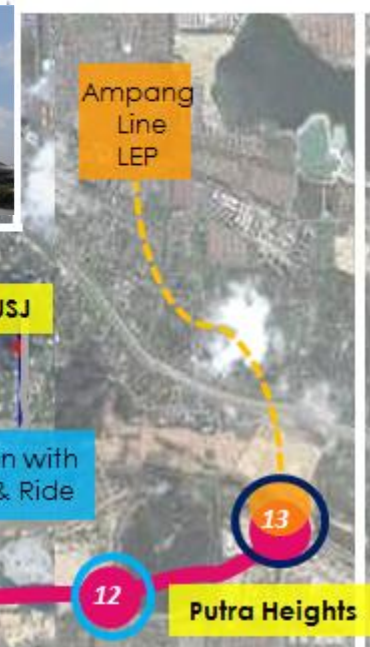 Ampang
Line
LEP
USJ
n with
& Ride
13
12
Putra Heights